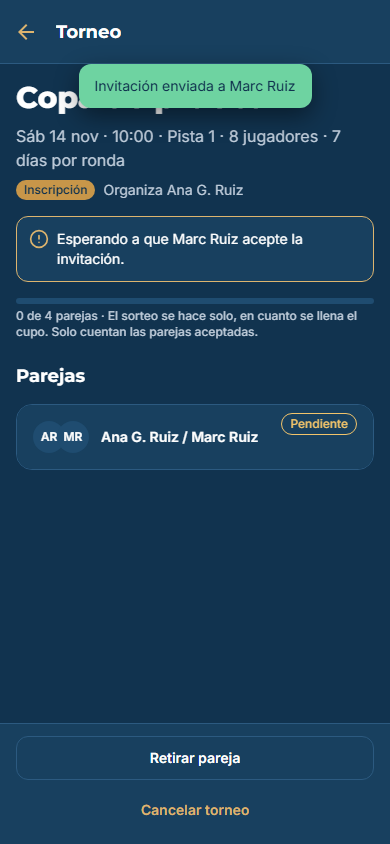 Torneo
Invitación enviada a Marc Ruiz
Sáb 14 nov · 10:00 · Pista 1 · 8 jugadores · 7
días por ronda
Inscripción
Organiza Ana G. Ruiz
Esperando a que Marc Ruiz acepte la
invitación.
0 de 4 parejas · El sorteo se hace solo, en cuanto se llena el
cupo. Solo cuentan las parejas aceptadas.
Parejas
Pendiente
AR MR Ana G. Ruiz / Marc Ruiz
Retirar pareja
Cancelar torneo